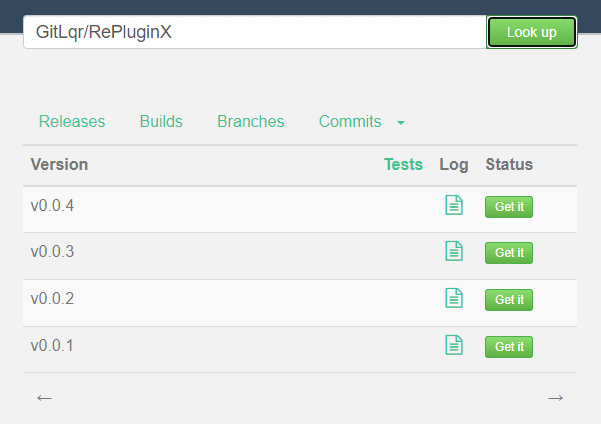 GitLqr/RePluginX Look up
Releases Builds Branches Commits
Version Tests Log Status
v0.0.4 Get it
v0.0.3 Get it
v0.0.2 Get it
v0.0.1 Get it
← →